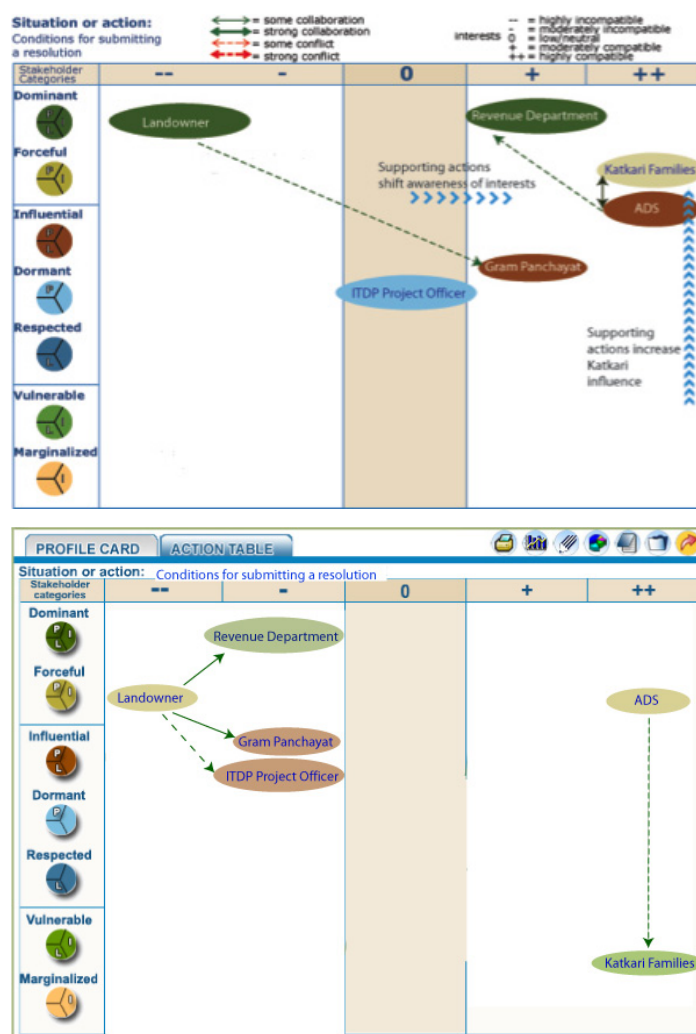 Situation or action:
Conditions for submitting
a resolution
= some collaboration
= strong collaboration
= some conflict
= strong conflict
interests
-- = highly incompatible
- = moderately incompatible
0 = low/neutral
+ = moderately compatible
++ = highly compatible
Stakeholder
Categories
-- - 0 + ++
Dominant
P
L
Landowner
Revenue Department
Forceful
P I
Supporting actions
shift awareness of interests
Katkari Families
Influential
P
L
ADS
Dormant
P
Gram Panchayat
ITDP Project Officer
Respected
L
Supporting
actions increase
Katkari
influence
Vulnerable
L I
Marginalized
I
PROFILE CARD ACTION TABLE
Situation or action: Conditions for submitting a resolution
Stakeholder
categories
-- - 0 + ++
Dominant
P I
L
Revenue Department
Forceful
P I
Landowner
ADS
Influential
P
L
Gram Panchayat
ITDP Project Officer
Dormant
P
Respected
L
Vulnerable
L I
Katkari Families
Marginalized